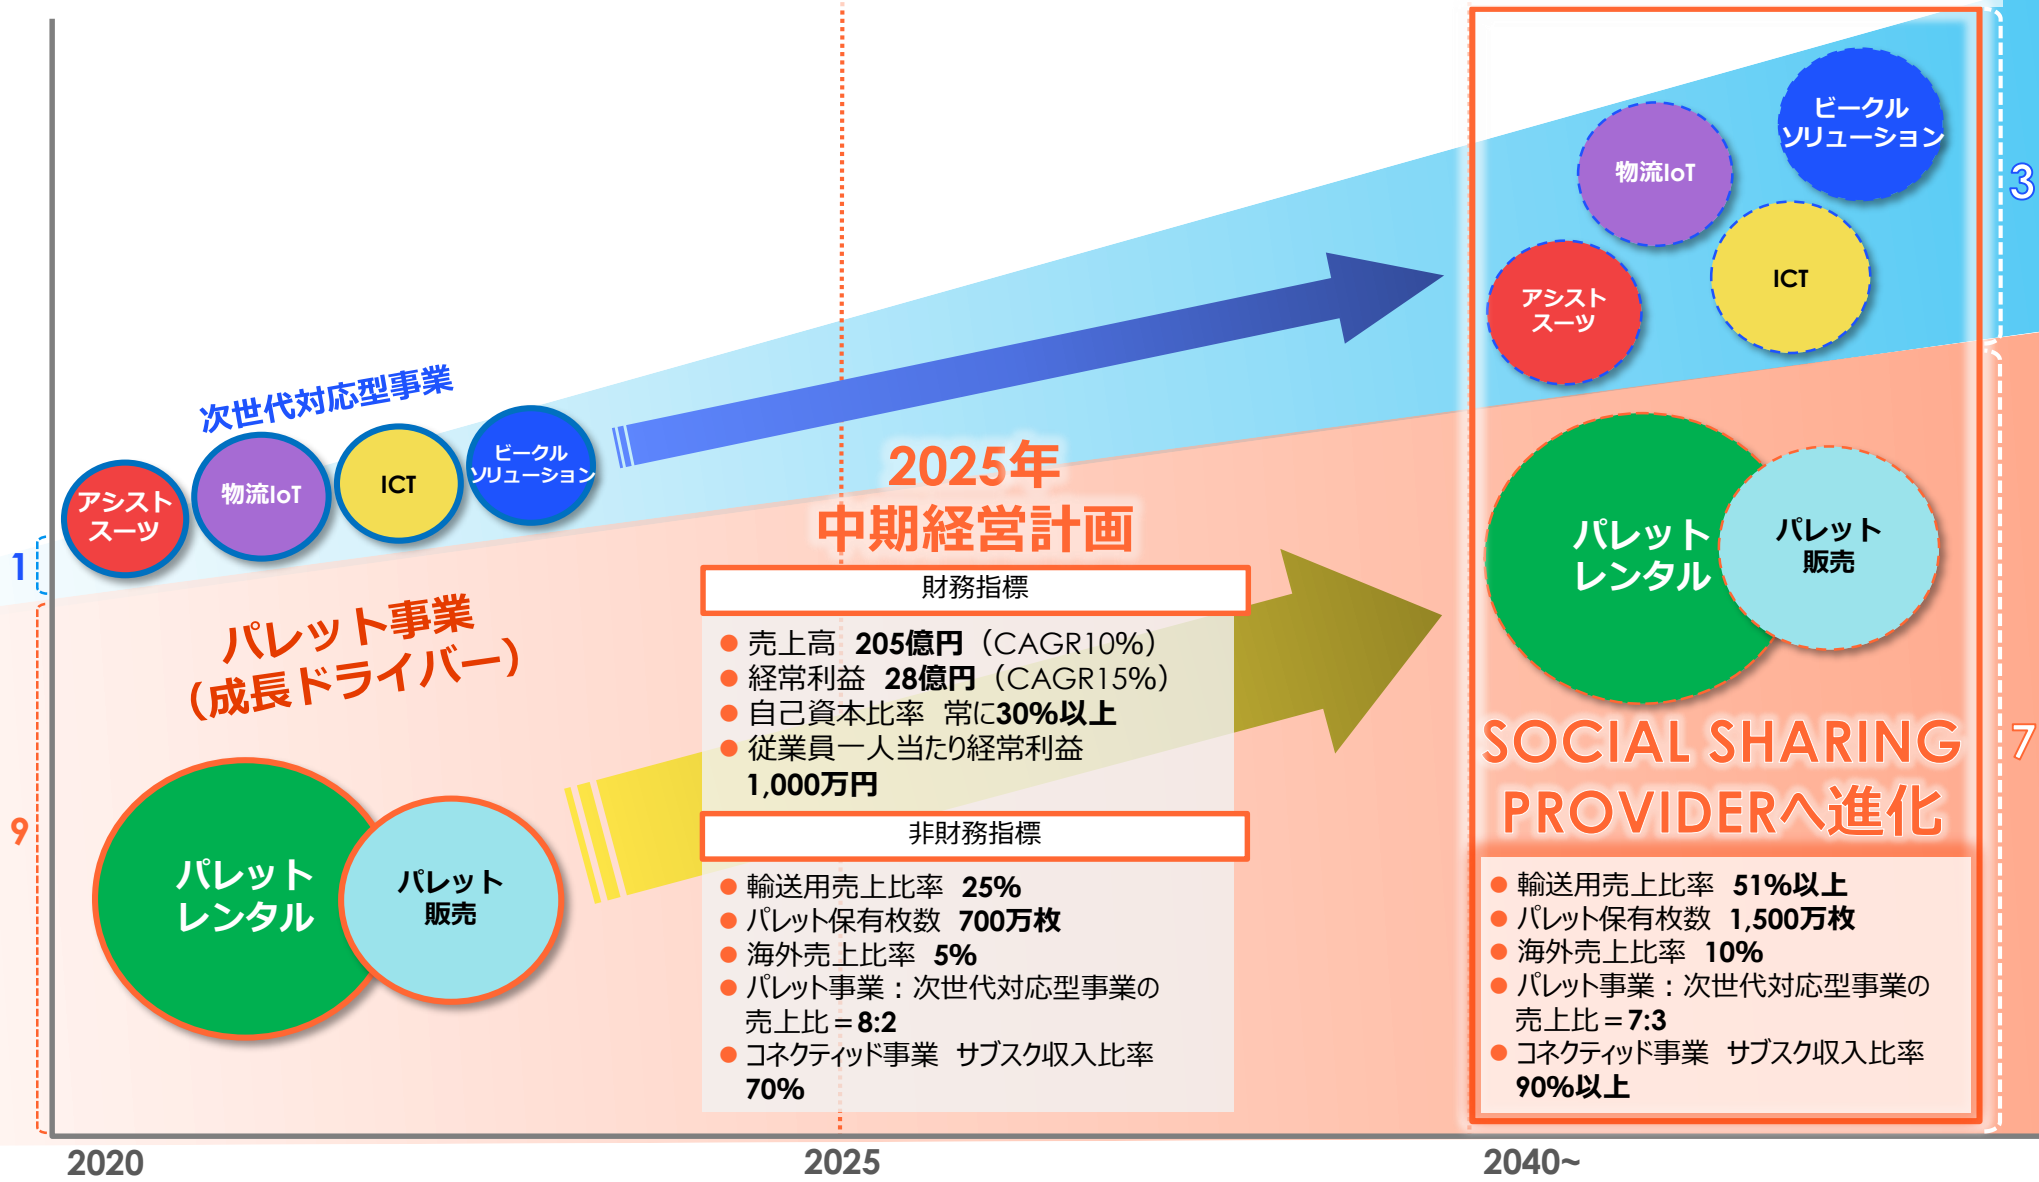 次世代対応型事業
アシスト
スーツ
物流IoT
ICT
ビークル
ソリューション
1
パレット事業
（成長ドライバー）
9
パレット
レンタル
パレット
販売
2025年
中期経営計画
財務指標
● 売上高 205億円（CAGR10%）
● 経常利益 28億円（CAGR15%）
● 自己資本比率 常に30%以上
● 従業員一人当たり経常利益
1,000万円
非財務指標
● 輸送用売上比率 25%
● パレット保有枚数 700万枚
● 海外売上比率 5%
● パレット事業：次世代対応型事業の
売上比＝8:2
● コネクティッド事業 サブスク収入比率
70%
ビークル
ソリューション
物流IoT
ICT
アシスト
スーツ
3
パレット
レンタル
パレット
販売
7
SOCIAL SHARING
PROVIDERへ進化
● 輸送用売上比率 51%以上
● パレット保有枚数 1,500万枚
● 海外売上比率 10%
● パレット事業：次世代対応型事業の
売上比＝7:3
● コネクティッド事業 サブスク収入比率
90%以上
2020
2025
2040~